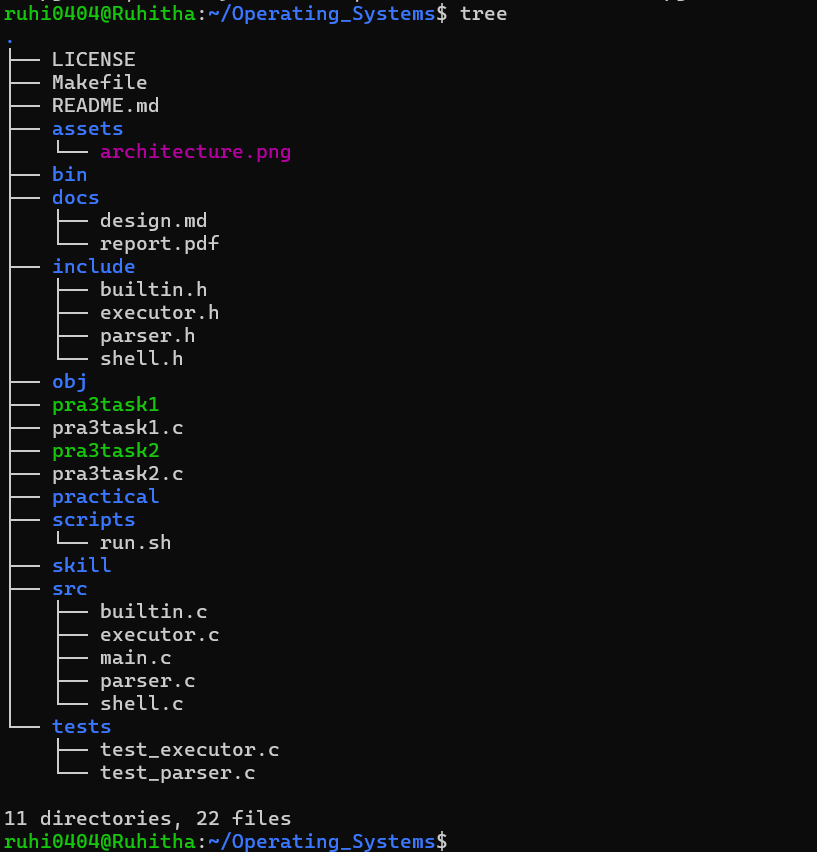 ruhi0404@Ruhitha:~/Operating_Systems$ tree
.
├── LICENSE
├── Makefile
├── README.md
├── assets
│   └── architecture.png
├── bin
├── docs
│   ├── design.md
│   └── report.pdf
├── include
│   ├── builtin.h
│   ├── executor.h
│   ├── parser.h
│   └── shell.h
├── obj
├── pra3task1
├── pra3task1.c
├── pra3task2
├── pra3task2.c
├── practical
├── scripts
│   └── run.sh
├── skill
├── src
│   ├── builtin.c
│   ├── executor.c
│   ├── main.c
│   ├── parser.c
│   └── shell.c
└── tests
    ├── test_executor.c
    └── test_parser.c
11 directories, 22 files
ruhi0404@Ruhitha:~/Operating_Systems$